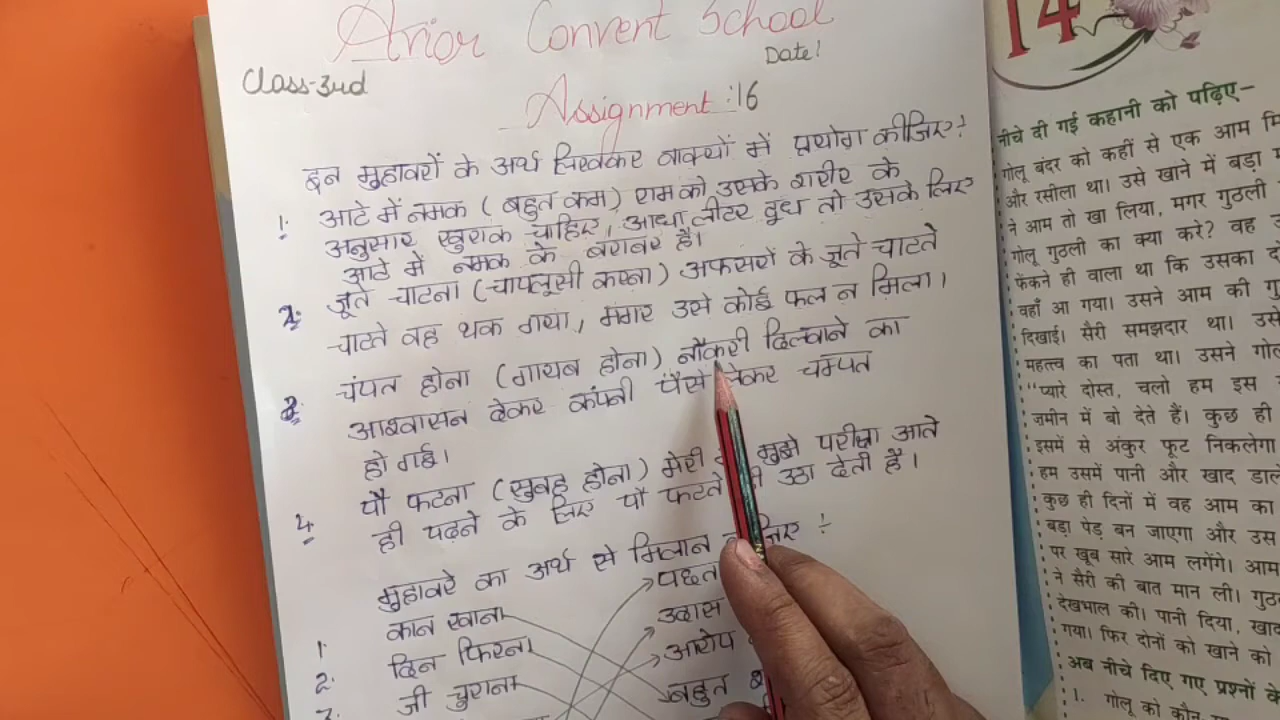 Arior Convent School
Class-3rd
Date!
Assignment :16
इन मुहावरों के अर्थ लिखकर वाक्यों में प्रयोग कीजिए!
1. आटे में नमक (बहुत कम) राम को उसके शरीर के
अनुसार खुराक चाहिए, आधा लीटर दूध तो उसके लिए
आटे में नमक के बराबर है।
2. जूते चाटना (चापलूसी करना) अफसरों के जूते चाटते
चाटते वह थक गया, मगर उसे कोई फल न मिला।
3. चंपत होना (गायब होना) नौकरी दिलवाने का
आश्वासन देकर कंपनी पैसे लेकर चम्पत
हो गई।
4. पौ फटना (सुबह होना) मेरी मुझे परीक्षा आते
ही पढ़ने के लिए पौ फटते उठा देती है।
मुहावरे का अर्थ से मिलान
1. कान खाना
2. दिन फिरना उदास
3. जी चुराना आरोप
बहुत
14
नीचे दी गई कहानी को पढ़िए–
गोलू बंदर को कहीं से एक आम
और रसीला था। उसे खाने में बड़ा
ने आम तो खा लिया, मगर गुठली
गोलू गुठली का क्या करे? वह
फेंकने ही वाला था कि उसका
वहाँ आ गया। उसने आम की
दिखाई। सैरी समझदार था।
महत्त्व का पता था। उसने
"प्यारे दोस्त, चलो हम इस
ज़मीन में बो देते हैं। कुछ ही
इसमें से अंकुर फूट निकलेगा
हम उसमें पानी और खाद
कुछ ही दिनों में वह आम का
बड़ा पेड़ बन जाएगा और उस
पर खूब सारे आम लगेंगे।
ने सैरी की बात मान ली।
देखभाल की। पानी दिया,
गया। फिर दोनों को खाने को
अब नीचे दिए गए प्रश्नों के
1. गोलू को कौन